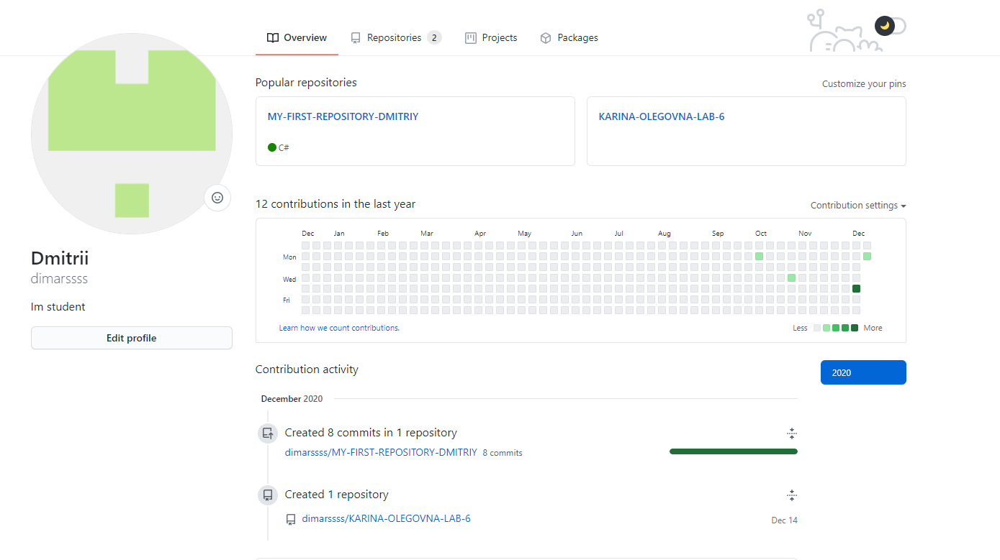 Overview Repositories 2 Projects Packages
Dmitrii
dimarssss
Im student
Edit profile
Popular repositories Customize your pins
MY-FIRST-REPOSITORY-DMITRIY
C#
KARINA-OLEGOVNA-LAB-6
12 contributions in the last year Contribution settings
Dec Jan Feb Mar Apr May Jun Jul Aug Sep Oct Nov Dec
Mon
Wed
Fri
Learn how we count contributions. Less More
Contribution activity 2020
December 2020
Created 8 commits in 1 repository
dimarssss/MY-FIRST-REPOSITORY-DMITRIY 8 commits
Created 1 repository
dimarssss/KARINA-OLEGOVNA-LAB-6 Dec 14